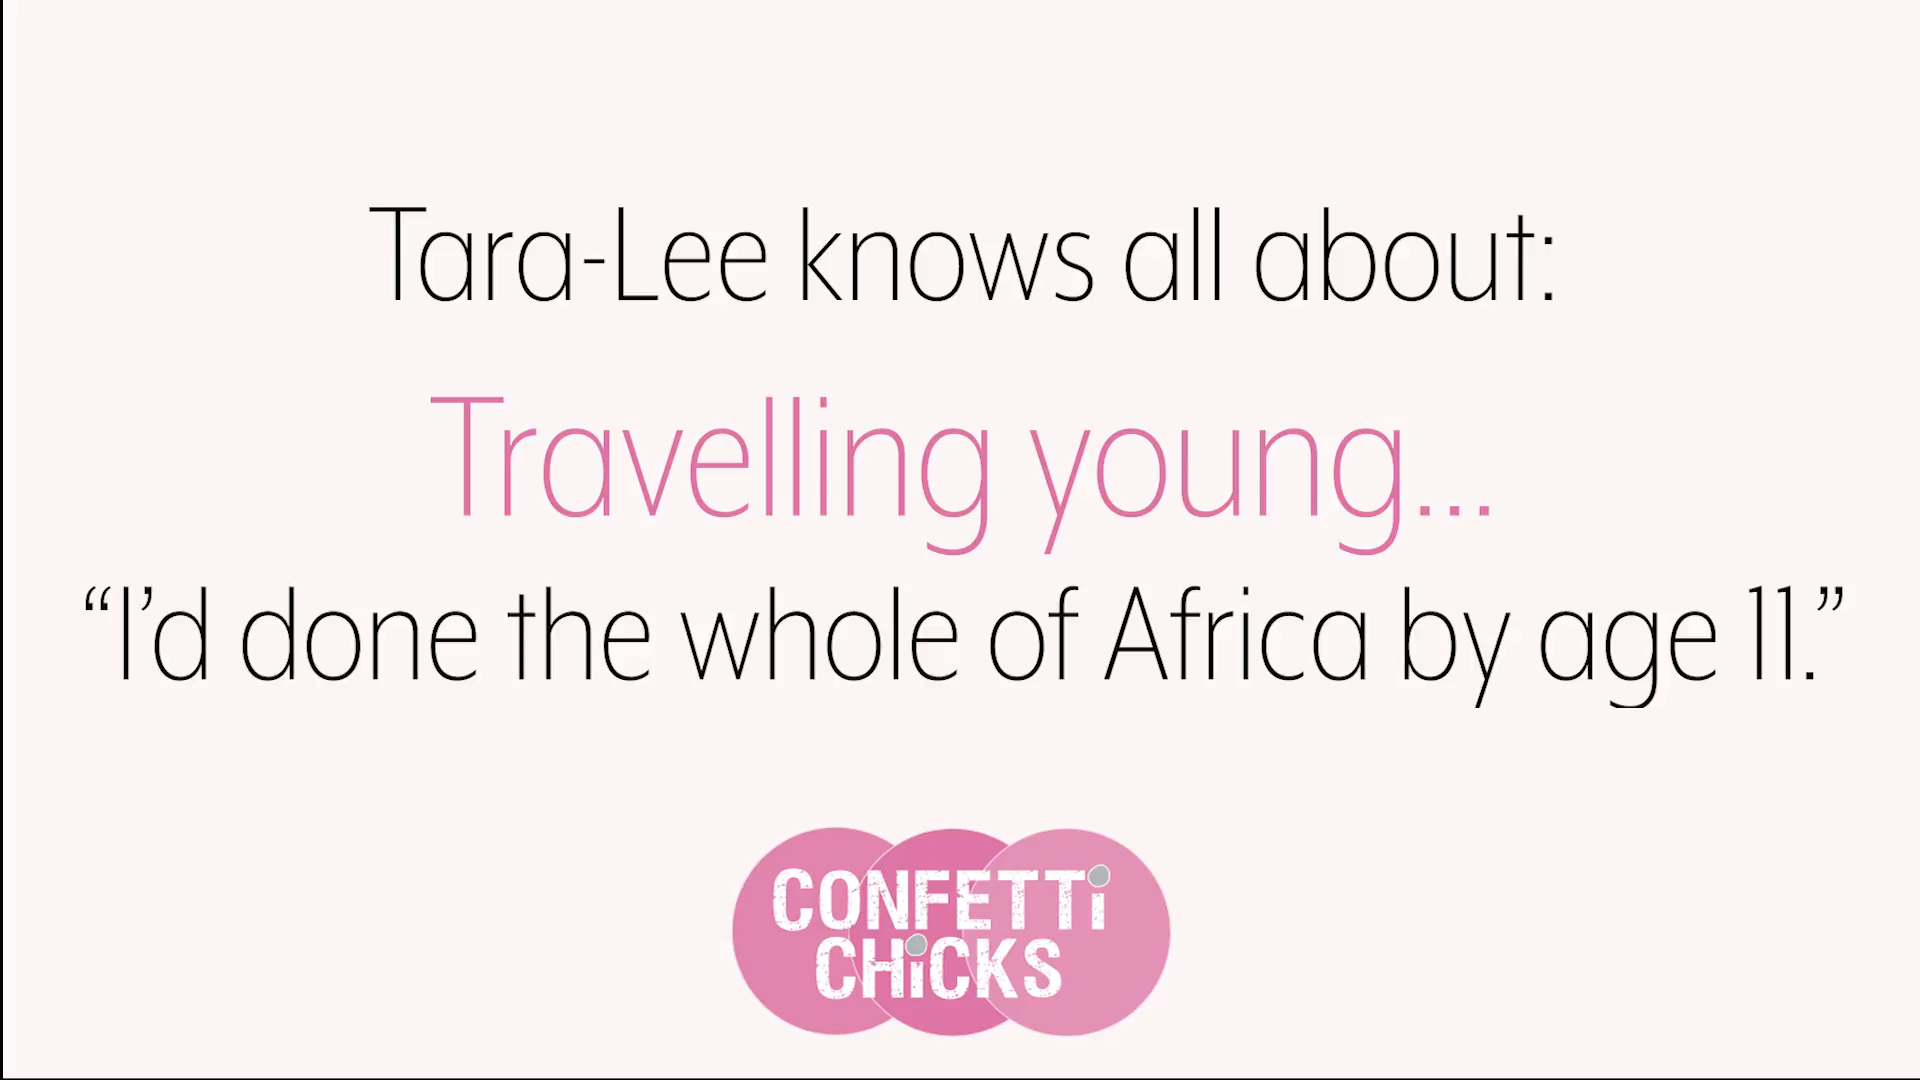 Tara-Lee knows all about:
Travelling young...
“I’d done the whole of Africa by age 11.”
CONFETTi
CHiCKS